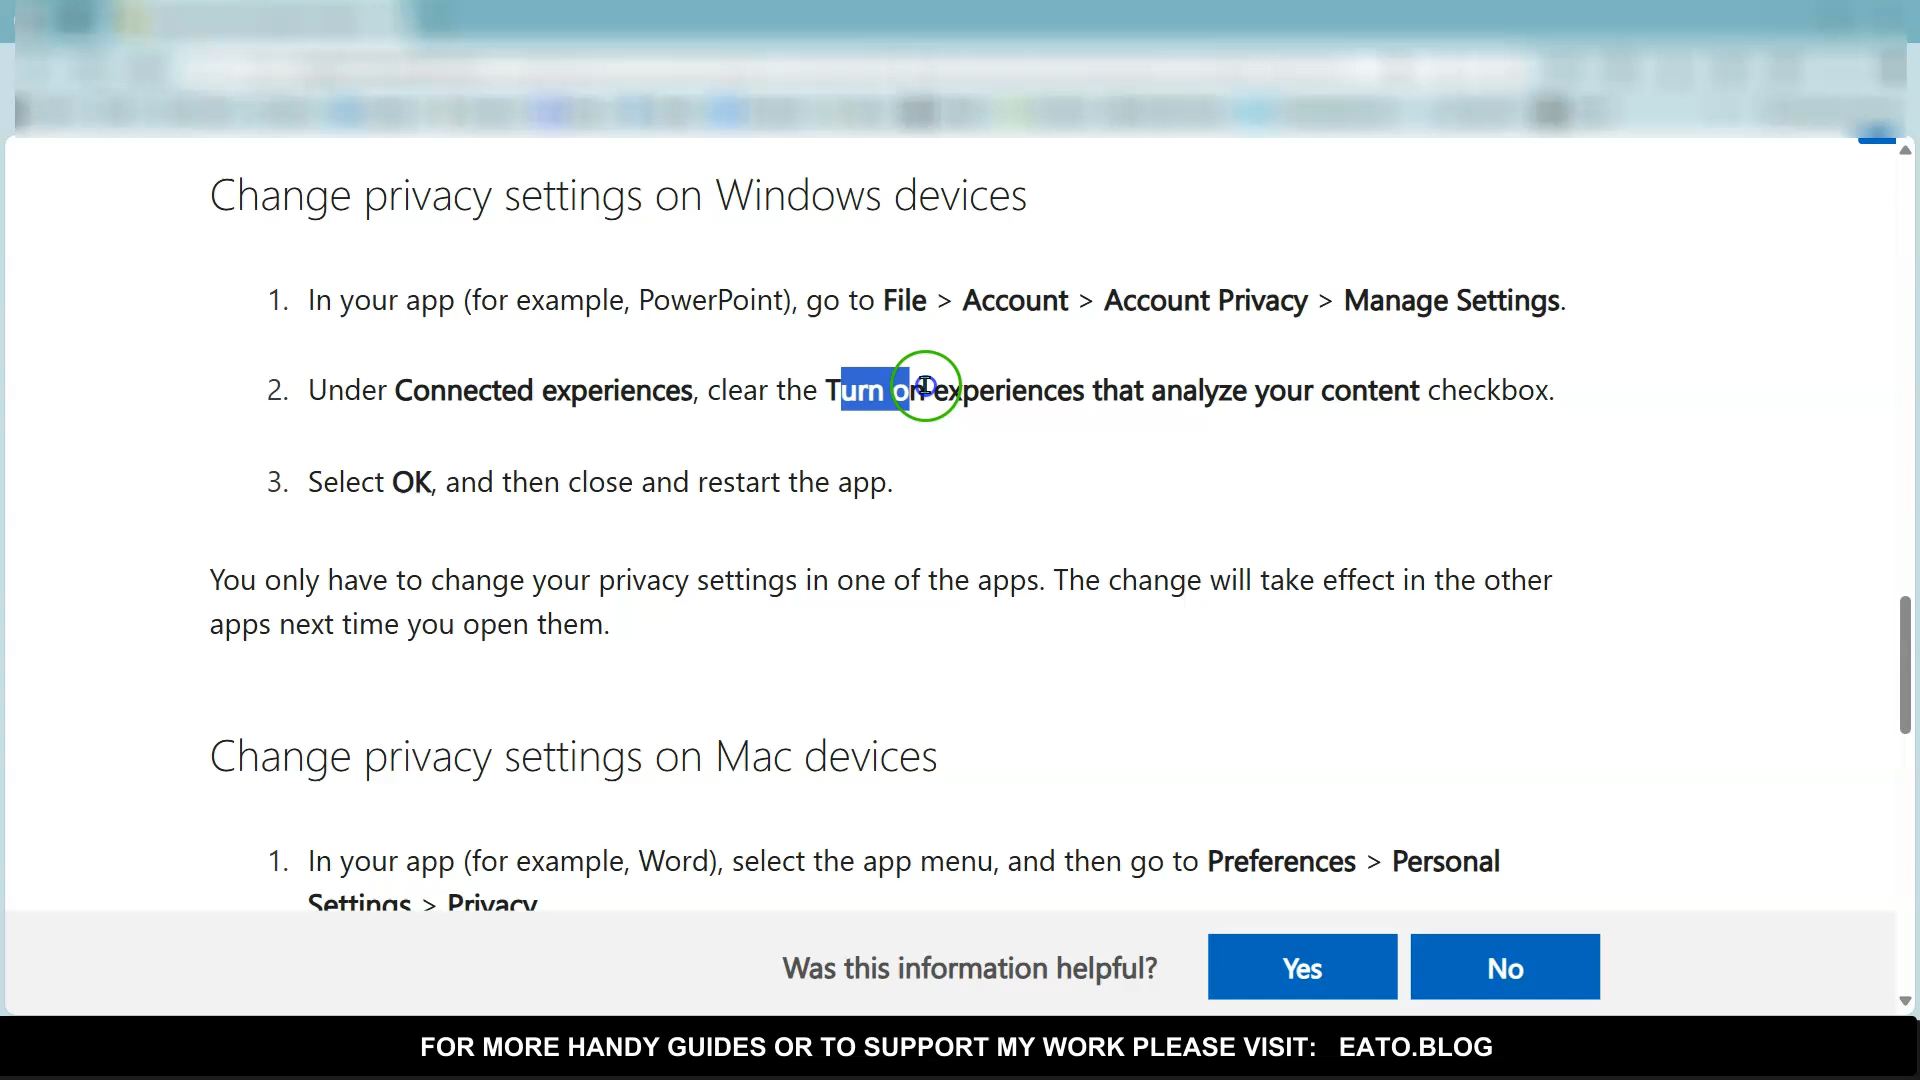 Change privacy settings on Windows devices
1. In your app (for example, PowerPoint), go to File > Account > Account Privacy > Manage Settings.
2. Under Connected experiences, clear the Turn on experiences that analyze your content checkbox.
3. Select OK, and then close and restart the app.
You only have to change your privacy settings in one of the apps. The change will take effect in the other
apps next time you open them.
Change privacy settings on Mac devices
1. In your app (for example, Word), select the app menu, and then go to Preferences > Personal
Settings > Privacy
Was this information helpful?
Yes
No
FOR MORE HANDY GUIDES OR TO SUPPORT MY WORK PLEASE VISIT: EATO.BLOG